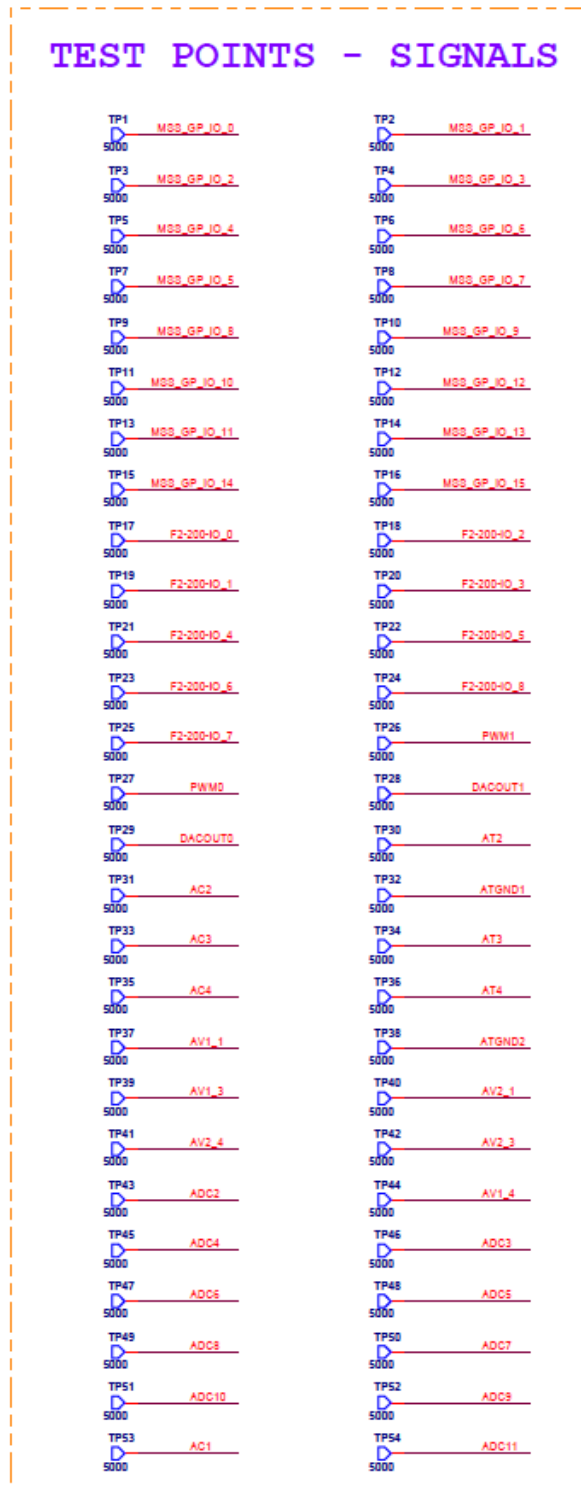 TEST POINTS - SIGNALS
TP1 MSS_GP_IO_0 5000 TP2 MSS_GP_IO_1 5000
TP3 MSS_GP_IO_2 5000 TP4 MSS_GP_IO_3 5000
TP5 MSS_GP_IO_4 5000 TP6 MSS_GP_IO_6 5000
TP7 MSS_GP_IO_5 5000 TP8 MSS_GP_IO_7 5000
TP9 MSS_GP_IO_8 5000 TP10 MSS_GP_IO_9 5000
TP11 MSS_GP_IO_10 5000 TP12 MSS_GP_IO_12 5000
TP13 MSS_GP_IO_11 5000 TP14 MSS_GP_IO_13 5000
TP15 MSS_GP_IO_14 5000 TP16 MSS_GP_IO_15 5000
TP17 F2-200-IO_0 5000 TP18 F2-200-IO_2 5000
TP19 F2-200-IO_1 5000 TP20 F2-200-IO_3 5000
TP21 F2-200-IO_4 5000 TP22 F2-200-IO_5 5000
TP23 F2-200-IO_6 5000 TP24 F2-200-IO_8 5000
TP25 F2-200-IO_7 5000 TP26 PWM1 5000
TP27 PWM0 5000 TP28 DACOUT1 5000
TP29 DACOUT0 5000 TP30 AT2 5000
TP31 AC2 5000 TP32 ATGND1 5000
TP33 AC3 5000 TP34 AT3 5000
TP35 AC4 5000 TP36 AT4 5000
TP37 AV1_1 5000 TP38 ATGND2 5000
TP39 AV1_3 5000 TP40 AV2_1 5000
TP41 AV2_4 5000 TP42 AV2_3 5000
TP43 ADC2 5000 TP44 AV1_4 5000
TP45 ADC4 5000 TP46 ADC3 5000
TP47 ADC6 5000 TP48 ADC5 5000
TP49 ADC8 5000 TP50 ADC7 5000
TP51 ADC10 5000 TP52 ADC9 5000
TP53 AC1 5000 TP54 ADC11 5000